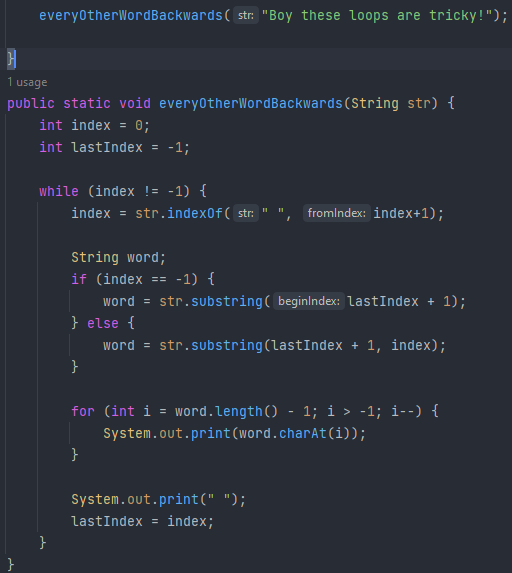 everyOtherWordBackwards( str: "Boy these loops are tricky!");
}
1 usage
public static void everyOtherWordBackwards(String str) {
int index = 0;
int lastIndex = -1;
while (index != -1) {
index = str.indexOf( str: " ", fromIndex: index+1);
String word;
if (index == -1) {
word = str.substring( beginIndex: lastIndex + 1);
} else {
word = str.substring(lastIndex + 1, index);
}
for (int i = word.length() - 1; i > -1; i--) {
System.out.print(word.charAt(i));
}
System.out.print(" ");
lastIndex = index;
}
}